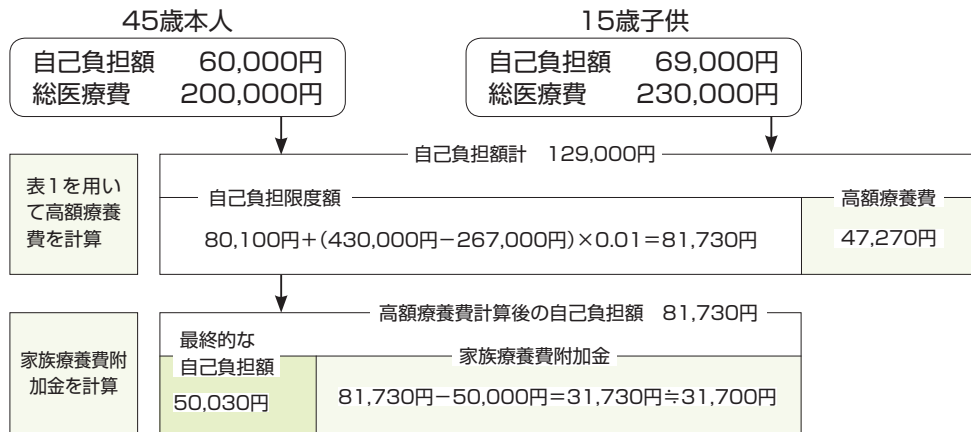 45歳本人
自己負担額 60,000円
総医療費 200,000円
15歳子供
自己負担額 69,000円
総医療費 230,000円
表1を用い
て高額療養
費を計算
自己負担額計 129,000円
自己負担限度額
80,100円+(430,000円−267,000円)×0.01=81,730円
高額療養費
47,270円
家族療養費附
加金を計算
高額療養費計算後の自己負担額 81,730円
最終的な
自己負担額
50,030円
家族療養費附加金
81,730円−50,000円=31,730円≒31,700円